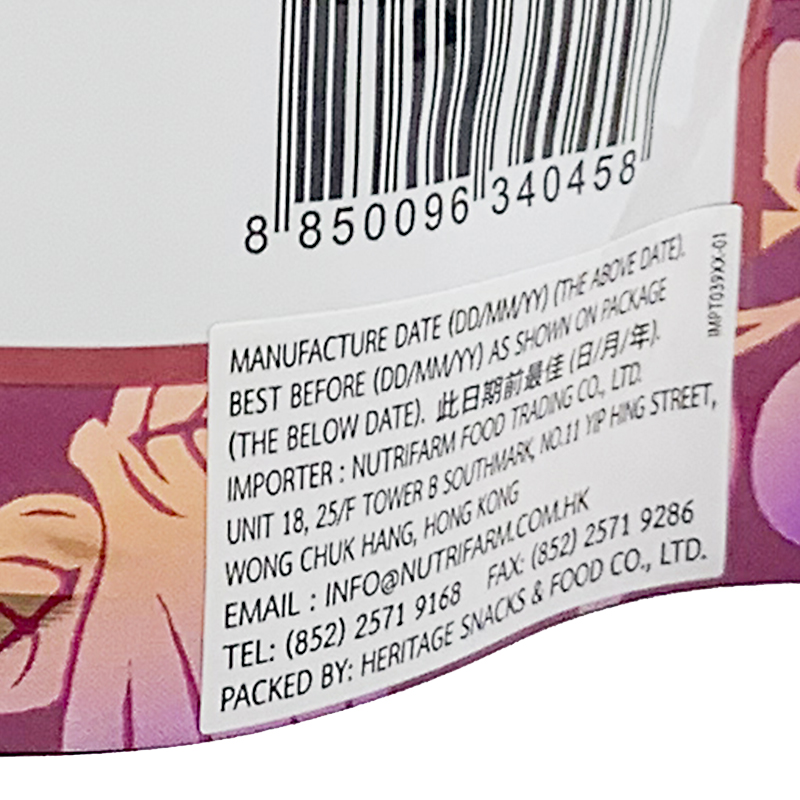 8 850096 340458
MANUFACTURE DATE (DD/MM/YY) (THE ABOVE DATE).
BEST BEFORE (DD/MM/YY) AS SHOWN ON PACKAGE
(THE BELOW DATE). 此日期前最佳 (日/月/年).
IMPORTER : NUTRIFARM FOOD TRADING CO., LTD.
UNIT 18, 25/F TOWER B SOUTHMARK, NO.11 YIP HING STREET,
WONG CHUK HANG, HONG KONG
EMAIL : INFO@NUTRIFARM.COM.HK
TEL: (852) 2571 9168 FAX: (852) 2571 9286
PACKED BY: HERITAGE SNACKS & FOOD CO., LTD.
IMPT039XX-01